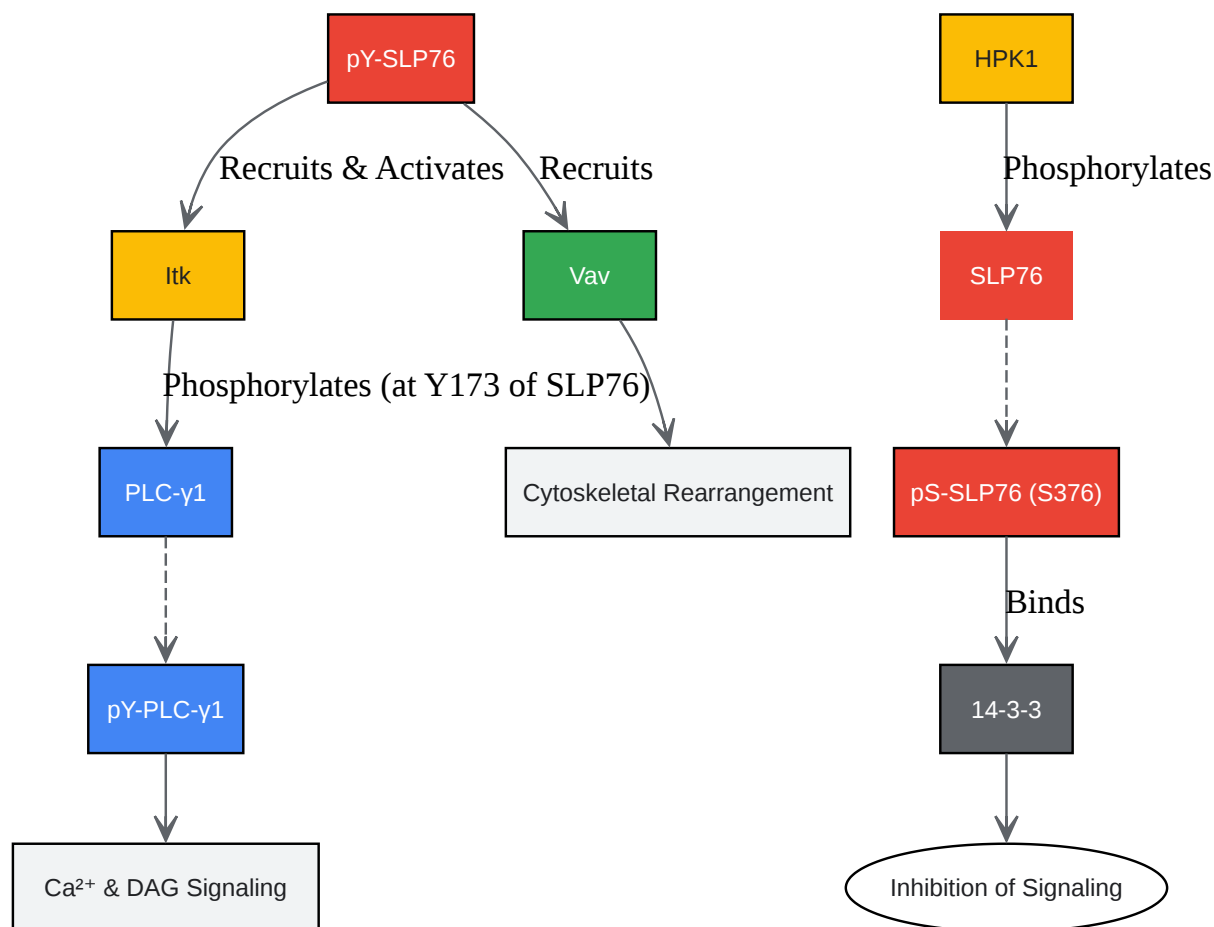 pY-SLP76
HPK1
Recruits & Activates
Recruits
Phosphorylates
Itk
Vav
SLP76
Phosphorylates (at Y173 of SLP76)
PLC-γ1
Cytoskeletal Rearrangement
pS-SLP76 (S376)
Binds
pY-PLC-γ1
14-3-3
Ca²⁺ & DAG Signaling
Inhibition of Signaling